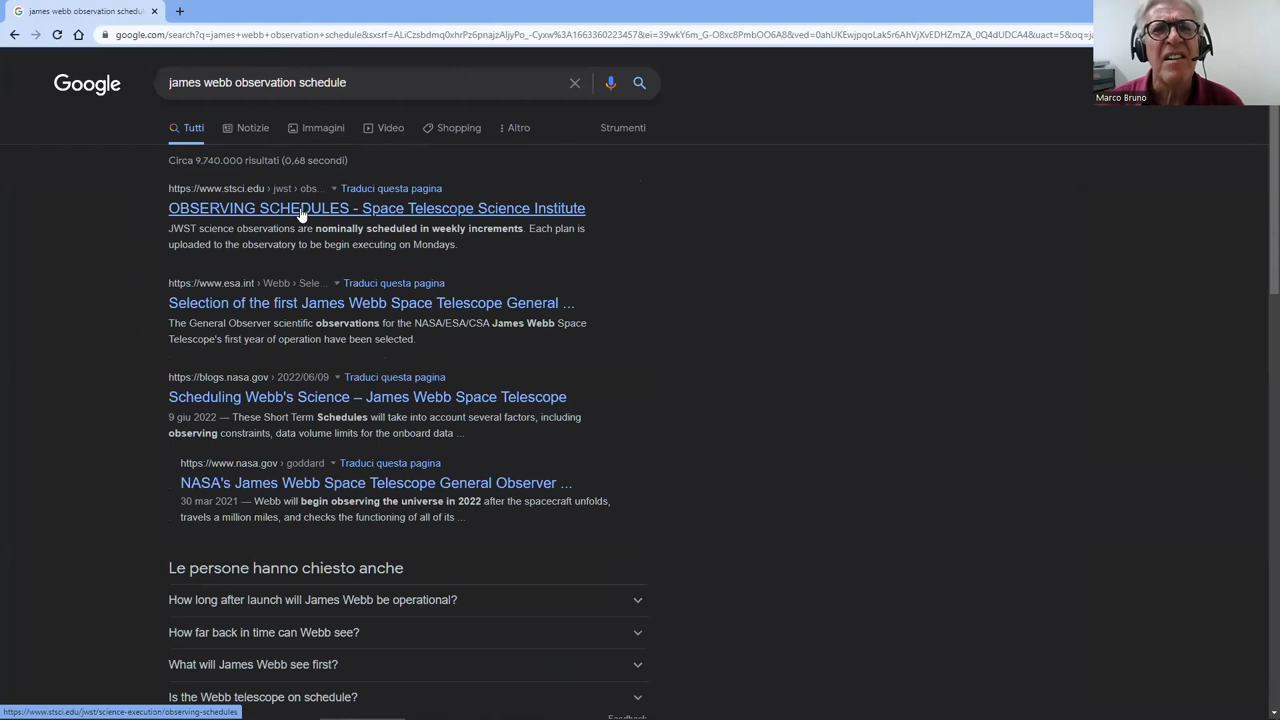 james webb observation schedule
google.com/search?q=james+webb+observation+schedule&sxsrf=
Marco Bruno
Google
james webb observation schedule
Tutti
Notizie
Immagini
Video
Shopping
Altro
Strumenti
Circa 9.740.000 risultati (0,68 secondi)
https://www.stsci.edu › jwst › obs... Traduci questa pagina
OBSERVING SCHEDULES - Space Telescope Science Institute
JWST science observations are nominally scheduled in weekly increments. Each plan is
uploaded to the observatory to be begin executing on Mondays.
https://www.esa.int › Webb › Sele... Traduci questa pagina
Selection of the first James Webb Space Telescope General ...
The General Observer scientific observations for the NASA/ESA/CSA James Webb Space
Telescope's first year of operation have been selected.
https://blogs.nasa.gov › 2022/06/09 Traduci questa pagina
Scheduling Webb's Science – James Webb Space Telescope
9 giu 2022 — These Short Term Schedules will take into account several factors, including
observing constraints, data volume limits for the onboard data ...
https://www.nasa.gov › goddard Traduci questa pagina
NASA's James Webb Space Telescope General Observer ...
30 mar 2021 — Webb will begin observing the universe in 2022 after the spacecraft unfolds,
travels a million miles, and checks the functioning of all of its ...
Le persone hanno chiesto anche
How long after launch will James Webb be operational?
How far back in time can Webb see?
What will James Webb see first?
Is the Webb telescope on schedule?
Feedback
https://www.stsci.edu/jwst/science-execution/observing-schedules